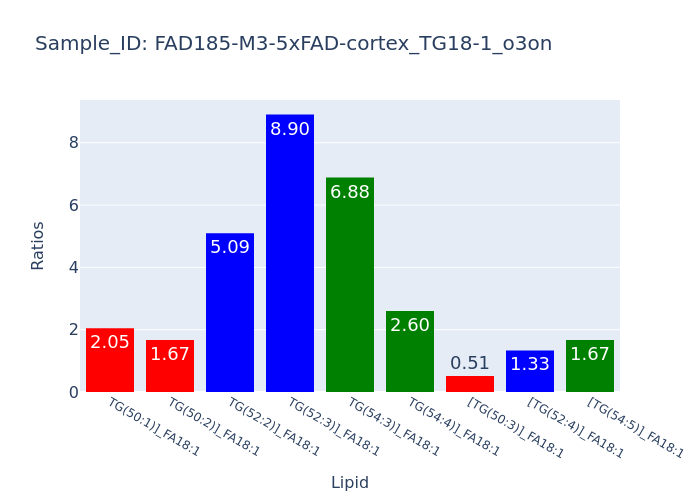 Sample_ID: FAD185-M3-5xFAD-cortex_TG18-1_o3on
Ratios
8
6
4
2
0
2.05
1.67
5.09
8.90
6.88
2.60
0.51
1.33
1.67
TG(50:1)]_FA18:1
TG(50:2)]_FA18:1
TG(52:2)]_FA18:1
TG(52:3)]_FA18:1
TG(54:3)]_FA18:1
TG(54:4)]_FA18:1
[TG(50:3)]_FA18:1
[TG(52:4)]_FA18:1
[TG(54:5)]_FA18:1
Lipid